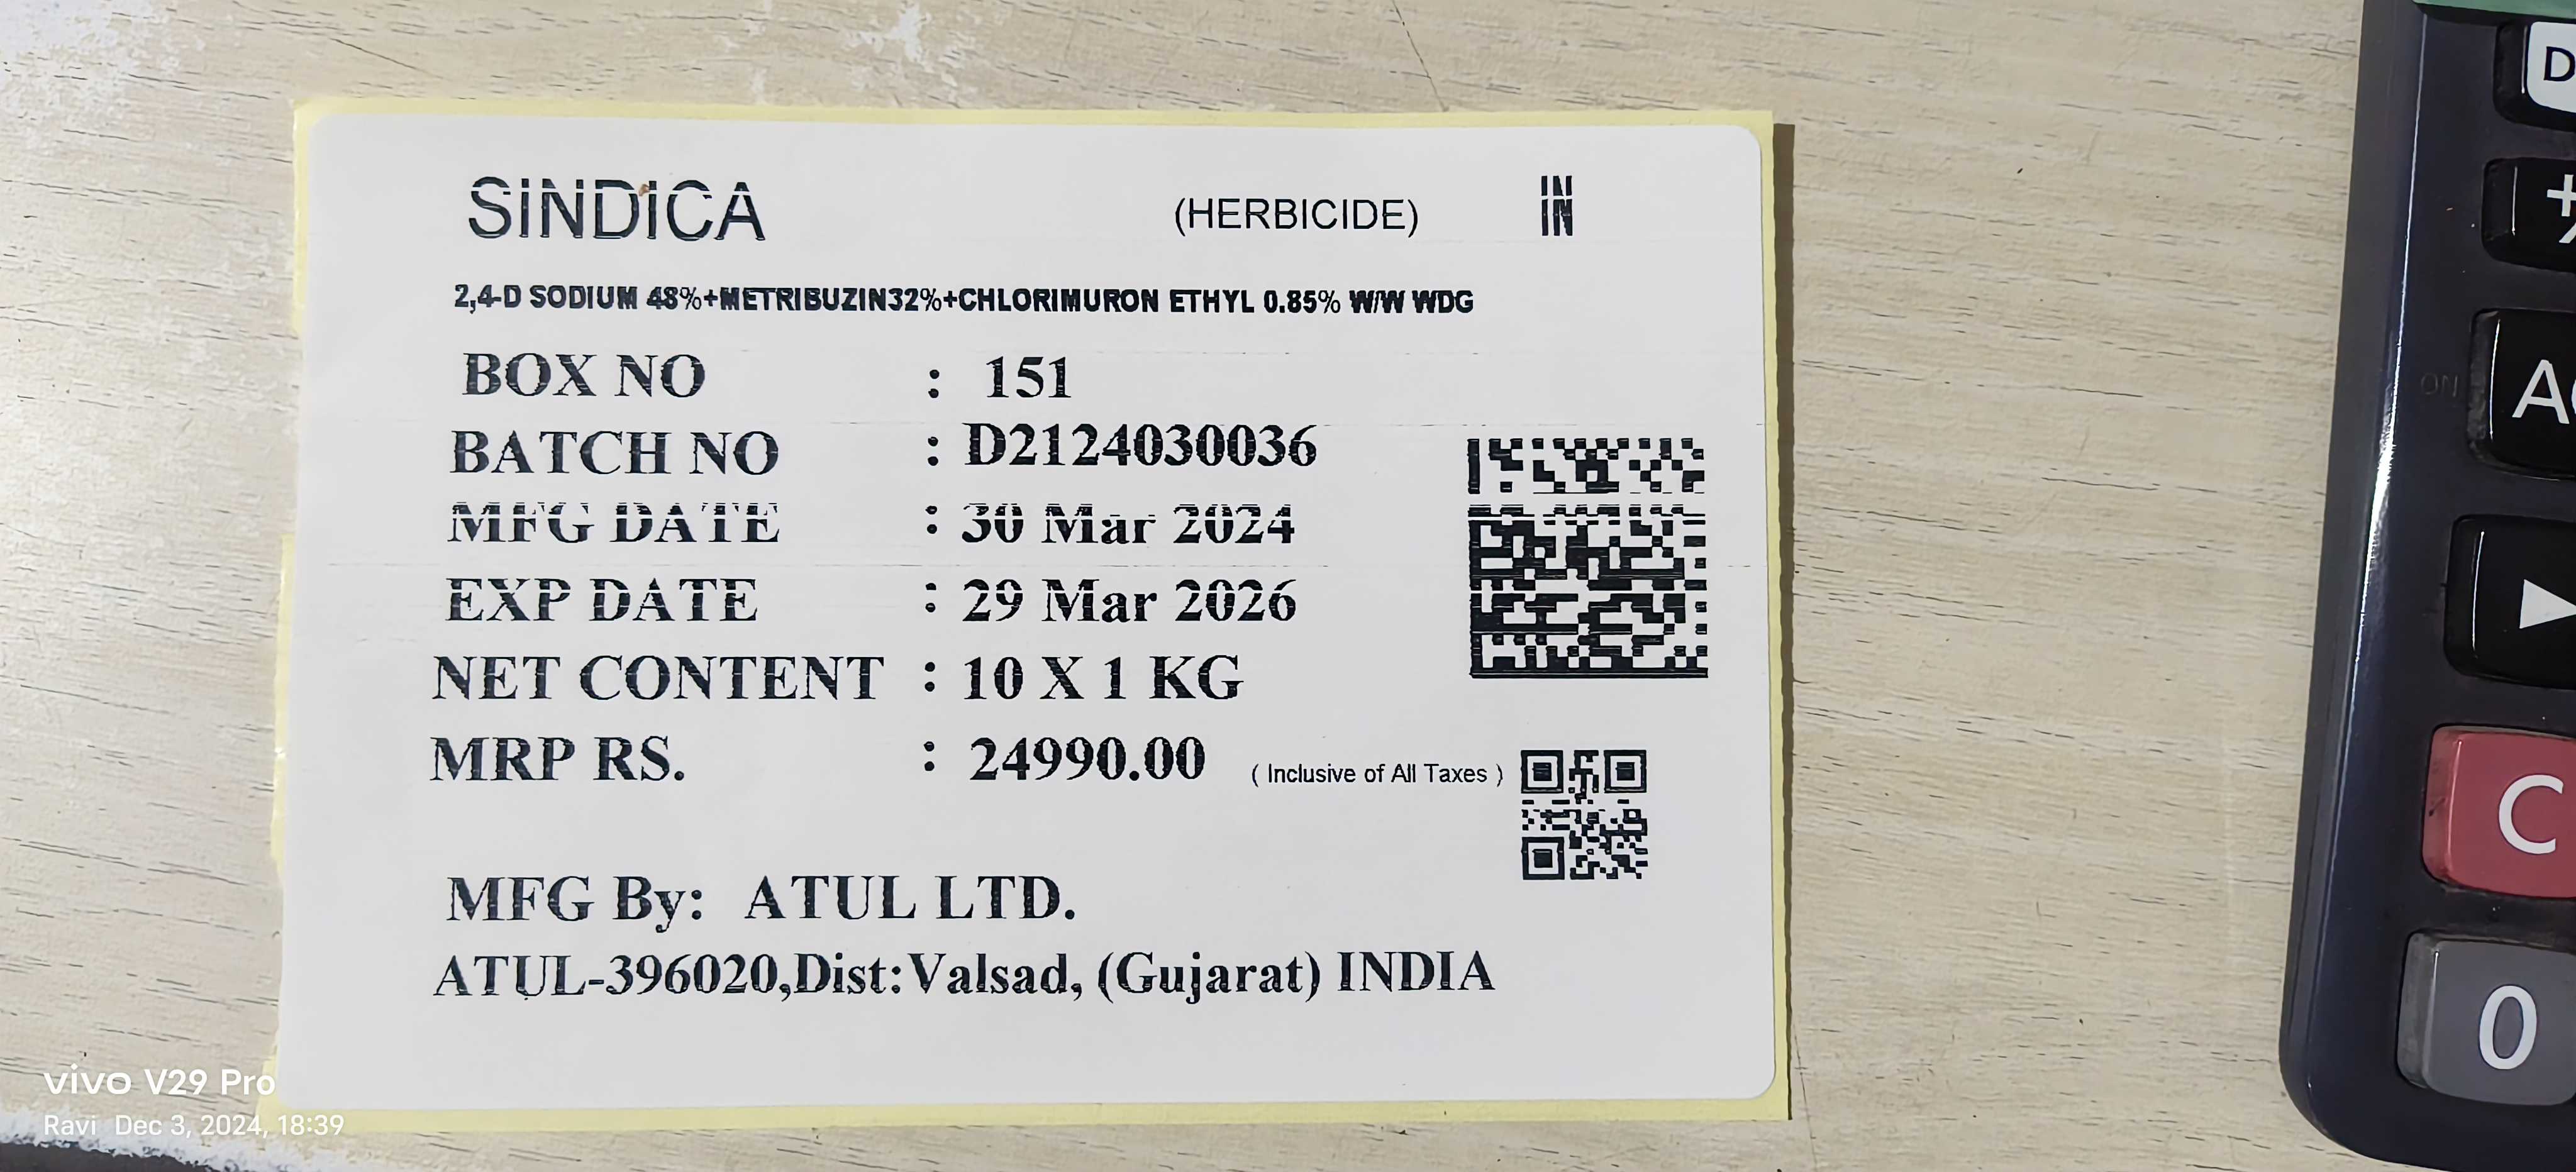 SINDICA (HERBICIDE) IN
IN
2,4-D SODIUM 48%+METRIBUZIN32%+CHLORIMURON ETHYL 0.85% W/W WDG
BOX NO : 151
BATCH NO : D2124030036
MFG DATE : 30 Mar 2024
EXP DATE : 29 Mar 2026
NET CONTENT : 10 X 1 KG
MRP RS. : 24990.00 ( Inclusive of All Taxes )
MFG By: ATUL LTD.
ATUL-396020,Dist:Valsad, (Gujarat) INDIA
vivo V29 Pro
Ravi Dec 3, 2024, 18:39
ON
C
0